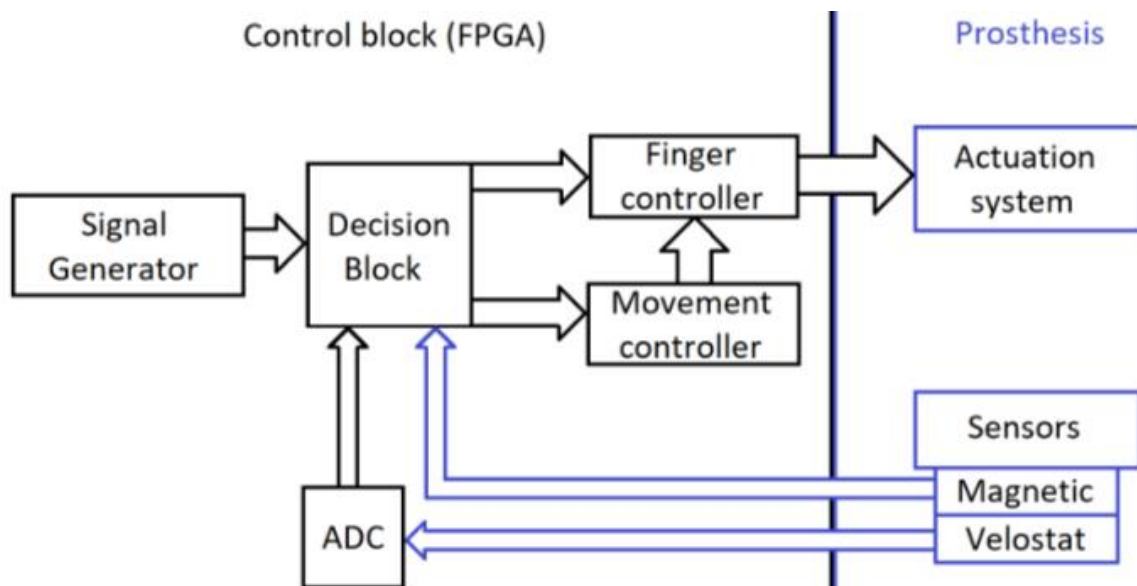 Control block (FPGA)
Prosthesis
Signal
Generator
Decision
Block
Finger
controller
Movement
controller
Actuation
system
ADC
Sensors
Magnetic
Velostat